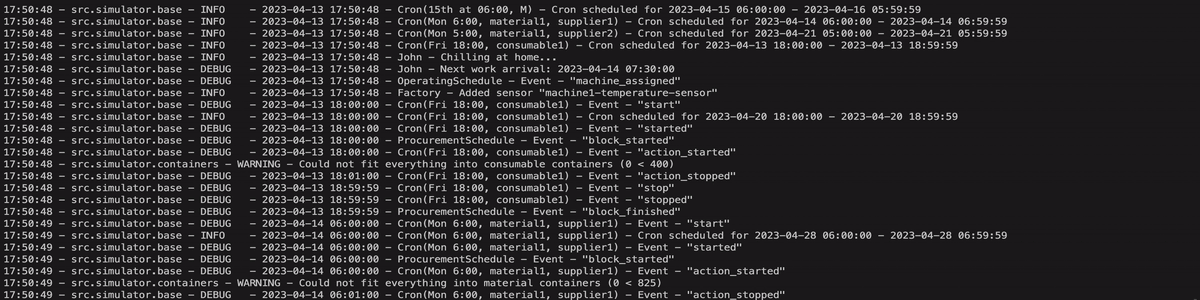 17:50:48 – src.simulator.base – INFO – 2023-04-13 17:50:48 – Cron(15th at 06:00, M) – Cron scheduled for 2023-04-15 06:00:00 – 2023-04-16 05:59:59
17:50:48 – src.simulator.base – INFO – 2023-04-13 17:50:48 – Cron(Mon 6:00, material1, supplier1) – Cron scheduled for 2023-04-14 06:00:00 – 2023-04-14 06:59:59
17:50:48 – src.simulator.base – INFO – 2023-04-13 17:50:48 – Cron(Mon 5:00, material1, supplier2) – Cron scheduled for 2023-04-21 05:00:00 – 2023-04-21 05:59:59
17:50:48 – src.simulator.base – INFO – 2023-04-13 17:50:48 – Cron(Fri 18:00, consumable1) – Cron scheduled for 2023-04-13 18:00:00 – 2023-04-13 18:59:59
17:50:48 – src.simulator.base – INFO – 2023-04-13 17:50:48 – John – Chilling at home...
17:50:48 – src.simulator.base – DEBUG – 2023-04-13 17:50:48 – John – Next work arrival: 2023-04-14 07:30:00
17:50:48 – src.simulator.base – DEBUG – 2023-04-13 17:50:48 – OperatingSchedule – Event – "machine_assigned"
17:50:48 – src.simulator.base – INFO – 2023-04-13 17:50:48 – Factory – Added sensor "machine1-temperature-sensor"
17:50:48 – src.simulator.base – DEBUG – 2023-04-13 18:00:00 – Cron(Fri 18:00, consumable1) – Event – "start"
17:50:48 – src.simulator.base – INFO – 2023-04-13 18:00:00 – Cron(Fri 18:00, consumable1) – Cron scheduled for 2023-04-20 18:00:00 – 2023-04-20 18:59:59
17:50:48 – src.simulator.base – DEBUG – 2023-04-13 18:00:00 – Cron(Fri 18:00, consumable1) – Event – "started"
17:50:48 – src.simulator.base – DEBUG – 2023-04-13 18:00:00 – ProcurementSchedule – Event – "block_started"
17:50:48 – src.simulator.base – DEBUG – 2023-04-13 18:00:00 – Cron(Fri 18:00, consumable1) – Event – "action_started"
17:50:48 – src.simulator.containers – WARNING – Could not fit everything into consumable containers (0 < 400)
17:50:48 – src.simulator.base – DEBUG – 2023-04-13 18:01:00 – Cron(Fri 18:00, consumable1) – Event – "action_stopped"
17:50:48 – src.simulator.base – DEBUG – 2023-04-13 18:59:59 – Cron(Fri 18:00, consumable1) – Event – "stop"
17:50:48 – src.simulator.base – DEBUG – 2023-04-13 18:59:59 – Cron(Fri 18:00, consumable1) – Event – "stopped"
17:50:48 – src.simulator.base – DEBUG – 2023-04-13 18:59:59 – ProcurementSchedule – Event – "block_finished"
17:50:49 – src.simulator.base – DEBUG – 2023-04-14 06:00:00 – Cron(Mon 6:00, material1, supplier1) – Event – "start"
17:50:49 – src.simulator.base – INFO – 2023-04-14 06:00:00 – Cron(Mon 6:00, material1, supplier1) – Cron scheduled for 2023-04-28 06:00:00 – 2023-04-28 06:59:59
17:50:49 – src.simulator.base – DEBUG – 2023-04-14 06:00:00 – Cron(Mon 6:00, material1, supplier1) – Event – "started"
17:50:49 – src.simulator.base – DEBUG – 2023-04-14 06:00:00 – ProcurementSchedule – Event – "block_started"
17:50:49 – src.simulator.base – DEBUG – 2023-04-14 06:00:00 – Cron(Mon 6:00, material1, supplier1) – Event – "action_started"
17:50:49 – src.simulator.containers – WARNING – Could not fit everything into material containers (0 < 825)
17:50:49 – src.simulator.base – DEBUG – 2023-04-14 06:01:00 – Cron(Mon 6:00, material1, supplier1) – Event – "action_stopped"